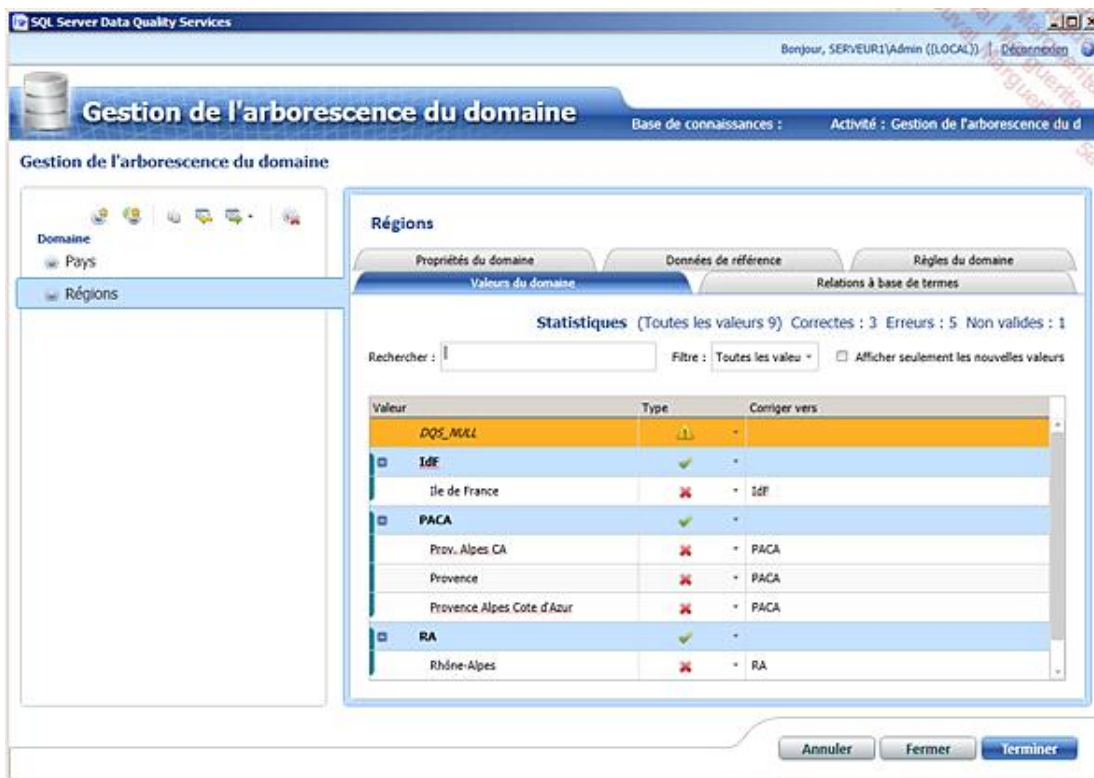 SQL Server Data Quality Services
Bonjour, SERVEUR1\Admin ((LOCAL)) | Déconnexion
Gestion de l'arborescence du domaine
Base de connaissances :
Activité : Gestion de l'arborescence du d
Gestion de l'arborescence du domaine
Domaine
Pays
Régions
Régions
Propriétés du domaine
Données de référence
Règles du domaine
Valeurs du domaine
Relations à base de termes
Statistiques (Toutes les valeurs 9) Correctes : 3 Erreurs : 5 Non valides : 1
Rechercher :
Filtre : Toutes les valeu
Afficher seulement les nouvelles valeurs
Valeur Type Corriger vers
DQS_NULL
IdF
Ile de France IdF
PACA
Prov. Alpes CA PACA
Provence PACA
Provence Alpes Cote d'Azur PACA
RA
Rhône-Alpes RA
Annuler Fermer Terminer